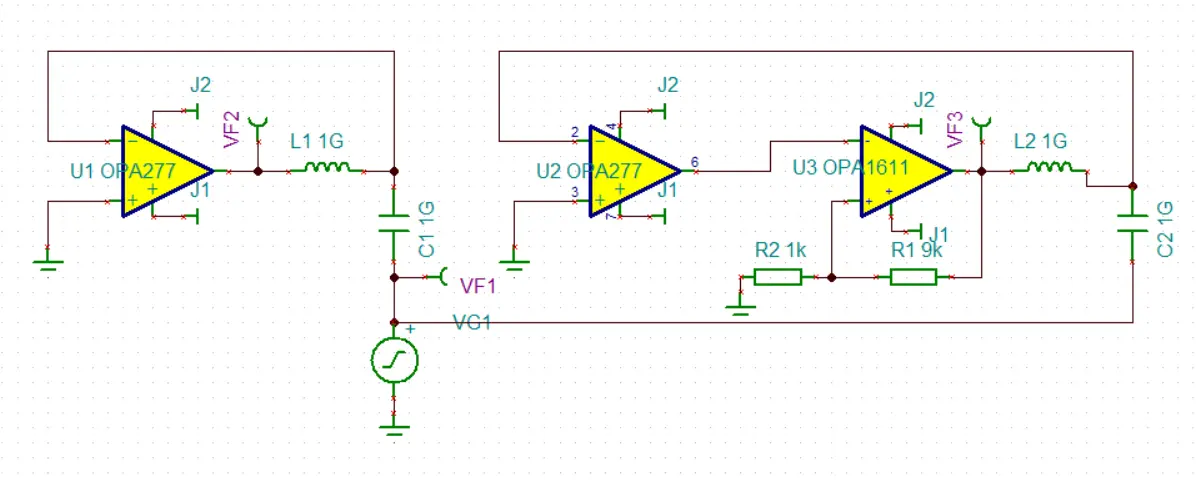 J2
VF2
L1 1G
U1 OPA277
J1
C1 1G
VF1
VG1
J2
4
2
U2 OPA277
6
3
J1
7
J2
VF3
L2 1G
U3 OPA1611
J1
R2 1k
R1 9k
C2 1G